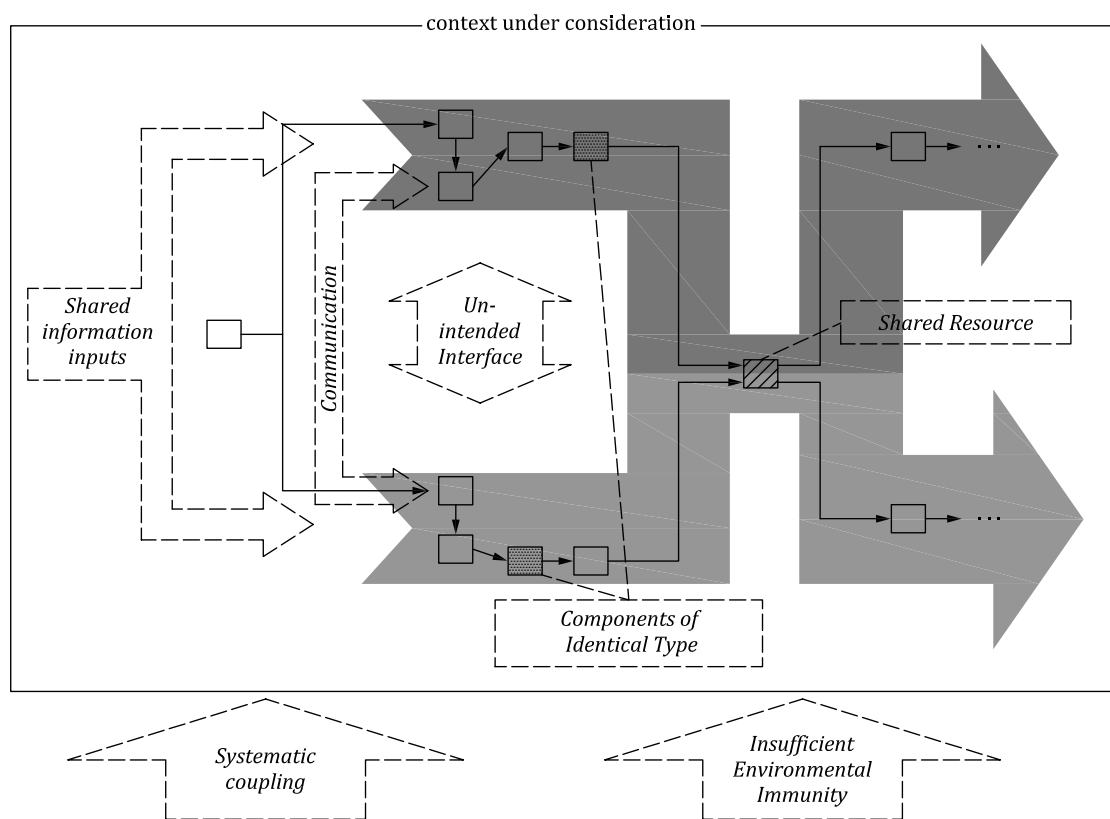 context under consideration
Shared
information
inputs
Communication
Un-
intended
Interface
Shared Resource
...
...
Components of
Identical Type
Systematic
coupling
Insufficient
Environmental
Immunity